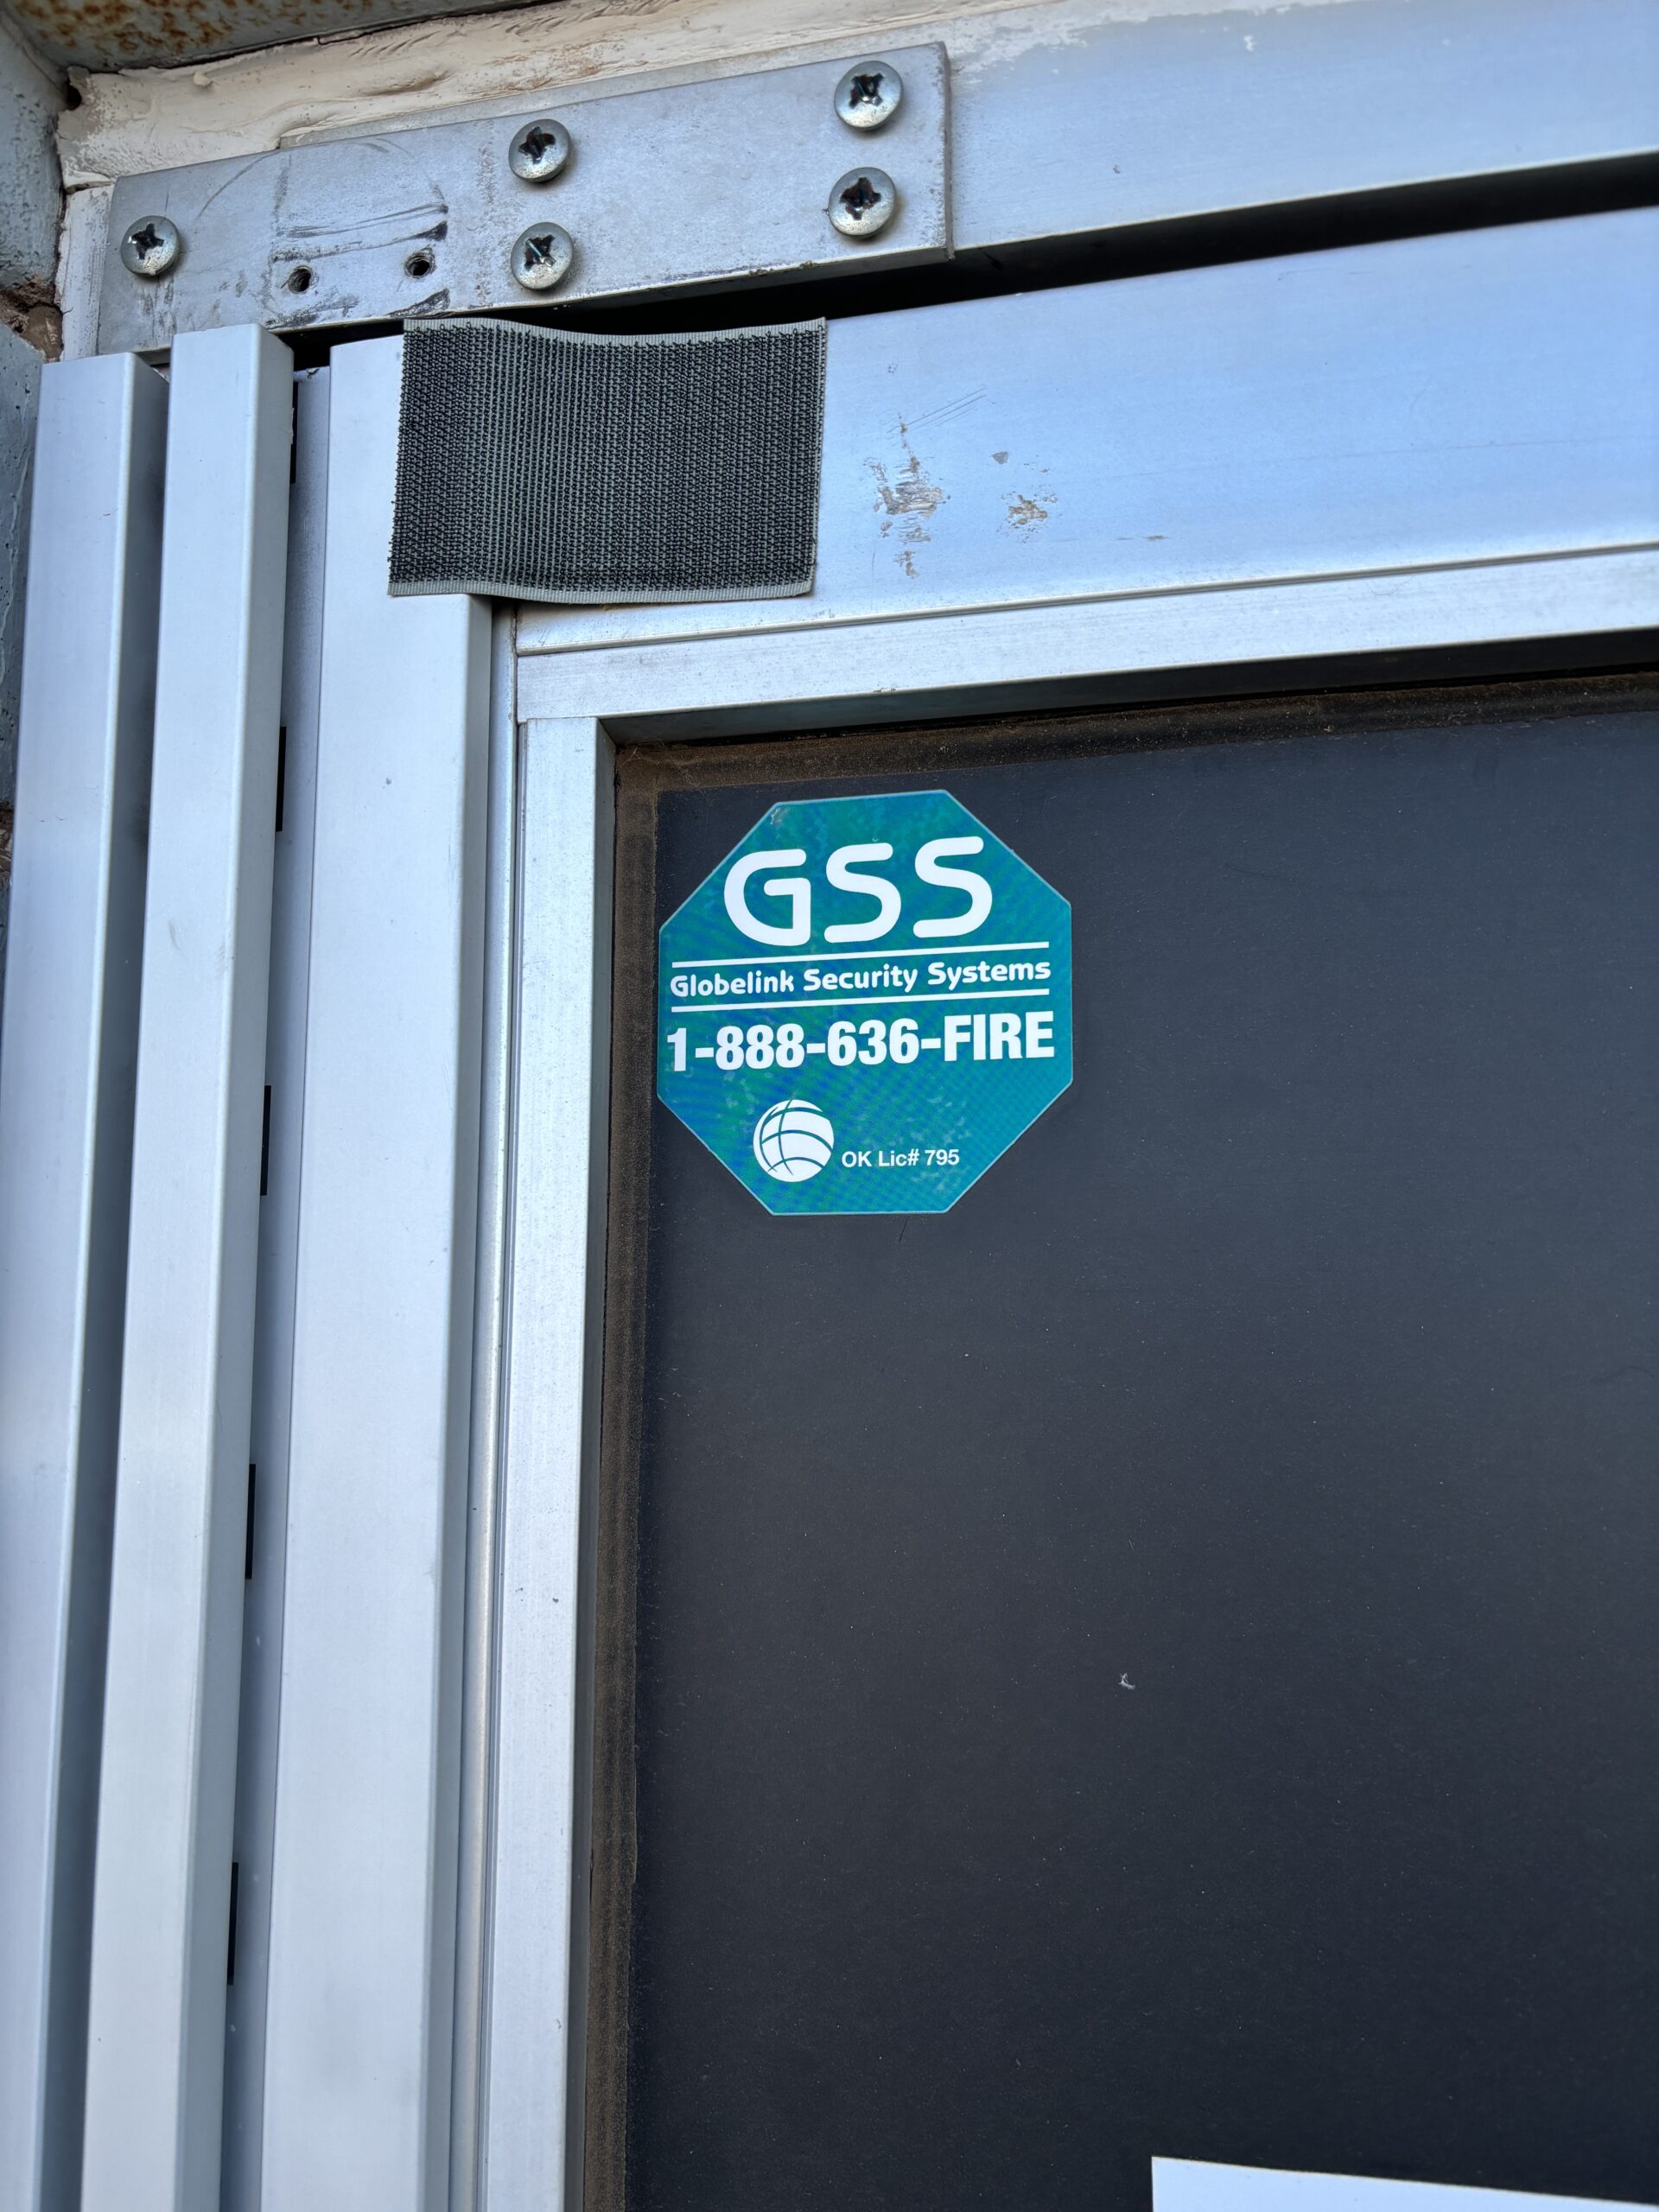 GSS
Globelink Security Systems
1-888-636-FIRE
OK Lic# 795